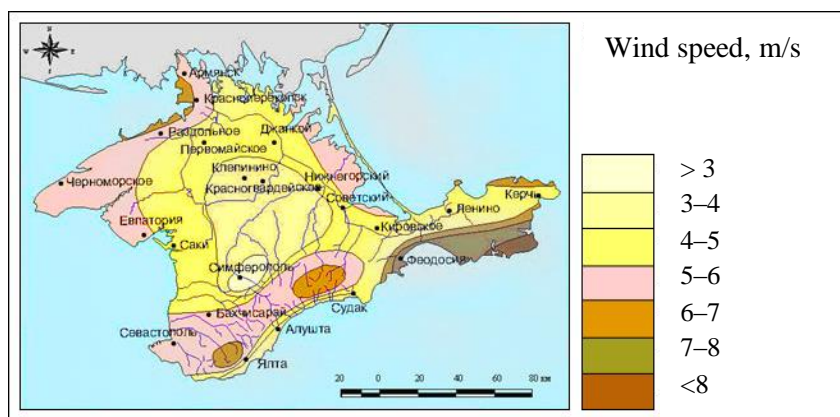 Wind speed, m/s
N
W
E
Армянск
Красноперекопск
Раздольное
Джанкой
Первомайское
Клепинино
Нижнегорский
Черноморское
Красногвардейское
Советский
Керчь
Ленино
Евпатория
Кировское
Саки
Симферополь
Феодосия
Судак
Бахчисарай
Севастополь
Алушта
Ялта
20 0 20 40 60 80 км
> 3
3–4
4–5
5–6
6–7
7–8
<8